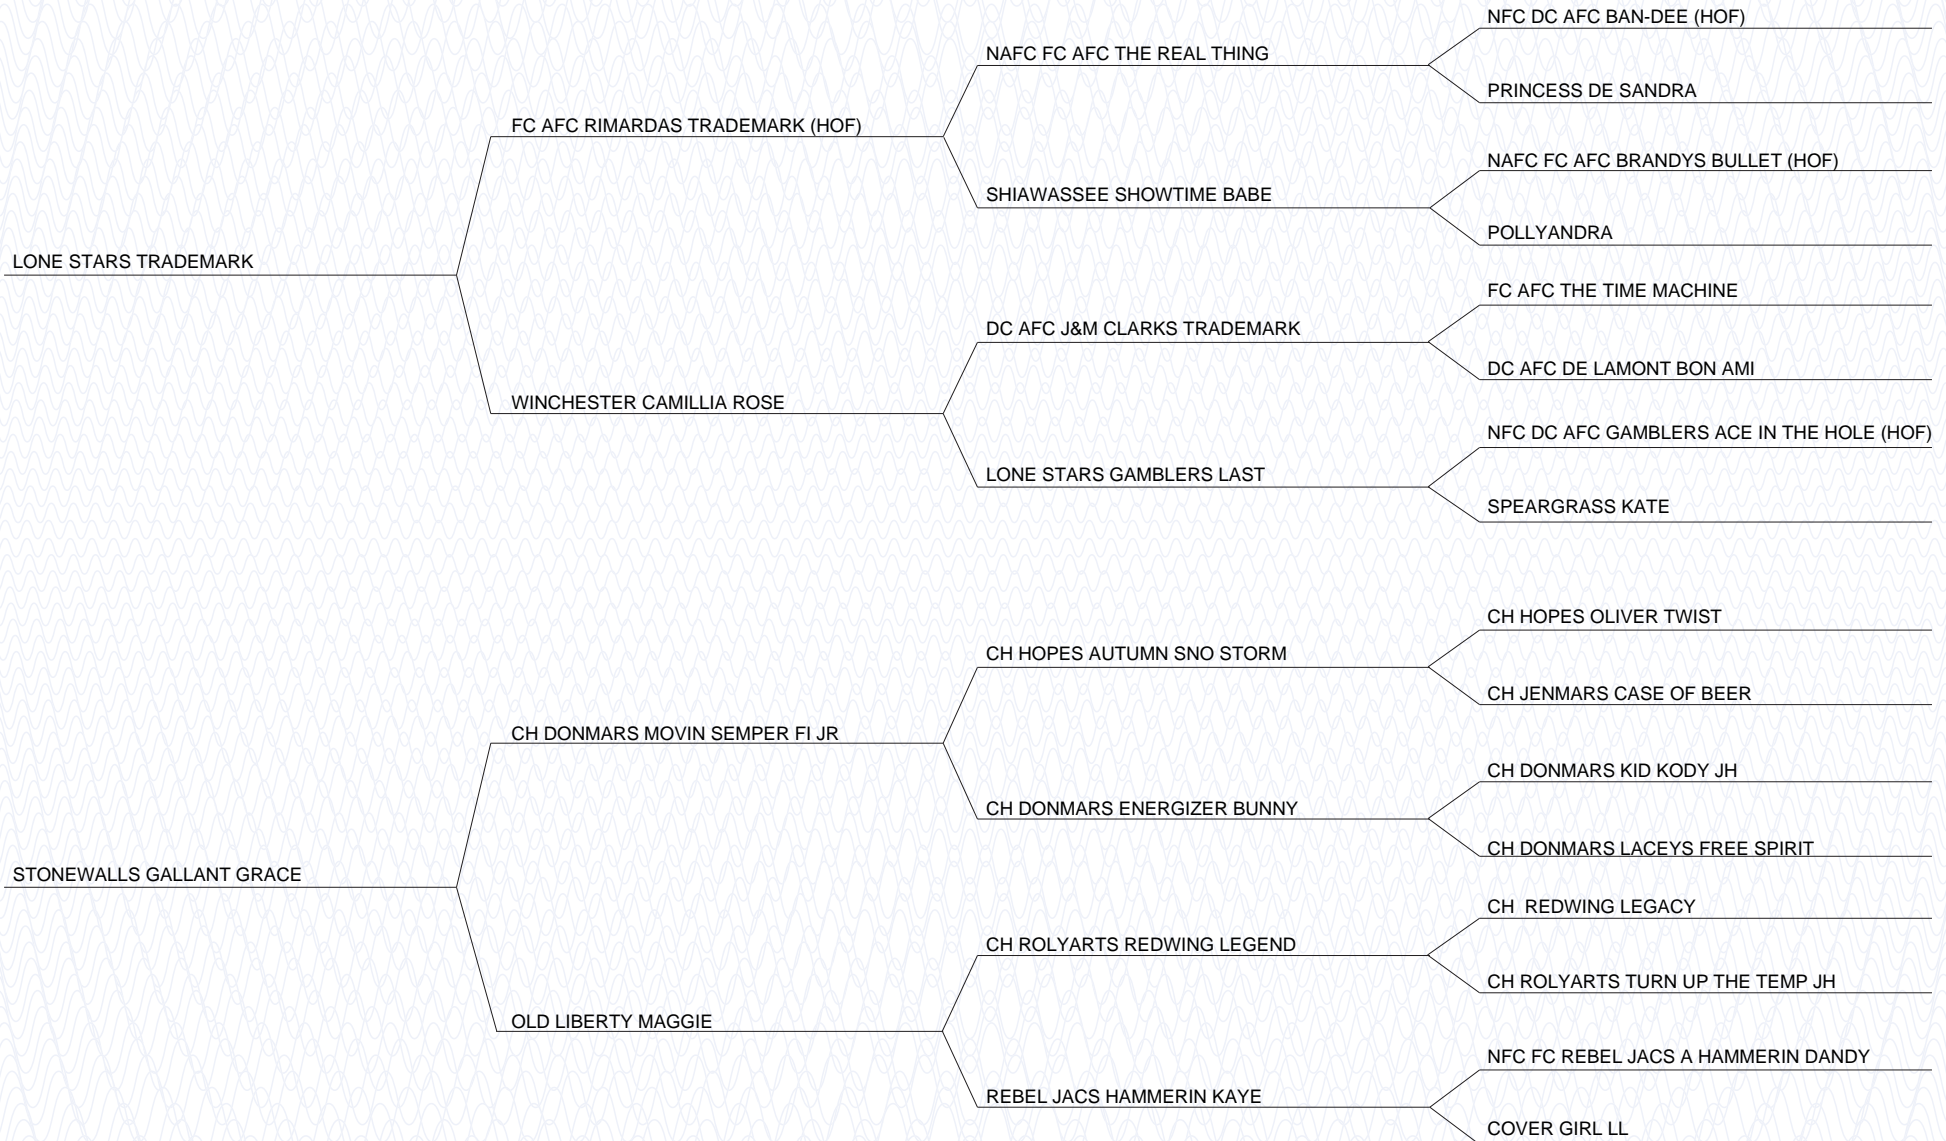 NFC DC AFC BAN-DEE (HOF)
NAFC FC AFC THE REAL THING
PRINCESS DE SANDRA
FC AFC RIMARDAS TRADEMARK (HOF)
NAFC FC AFC BRANDYS BULLET (HOF)
SHIAWASSEE SHOWTIME BABE
POLLYANDRA
LONE STARS TRADEMARK
FC AFC THE TIME MACHINE
DC AFC J&M CLARKS TRADEMARK
DC AFC DE LAMONT BON AMI
WINCHESTER CAMILLIA ROSE
NFC DC AFC GAMBLERS ACE IN THE HOLE (HOF)
LONE STARS GAMBLERS LAST
SPEARGRASS KATE
CH HOPES OLIVER TWIST
CH HOPES AUTUMN SNO STORM
CH JENMARS CASE OF BEER
CH DONMARS MOVIN SEMPER FI JR
CH DONMARS KID KODY JH
CH DONMARS ENERGIZER BUNNY
CH DONMARS LACEYS FREE SPIRIT
STONEWALLS GALLANT GRACE
CH  REDWING LEGACY
CH ROLYARTS REDWING LEGEND
CH ROLYARTS TURN UP THE TEMP JH
OLD LIBERTY MAGGIE
NFC FC REBEL JACS A HAMMERIN DANDY
REBEL JACS HAMMERIN KAYE
COVER GIRL LL